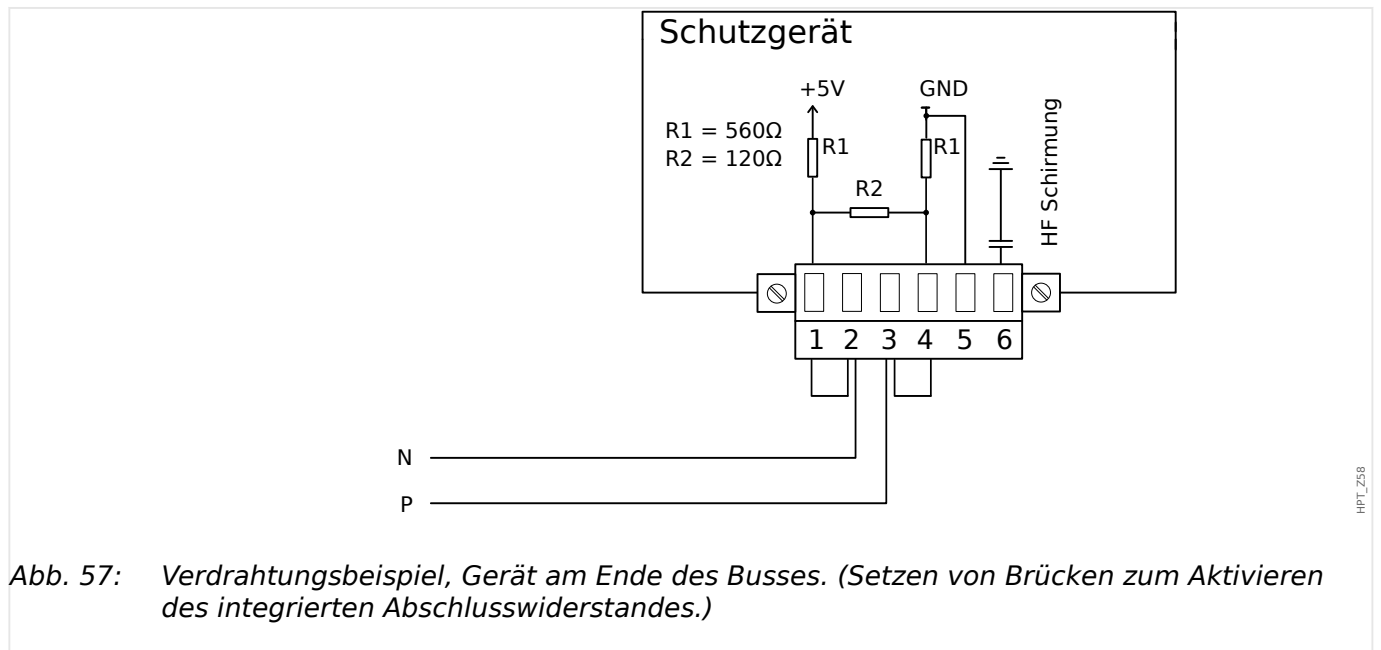 Schutzgerät
+5V
GND
R1 = 560Ω
R2 = 120Ω
R1
R1
R2
HF Schirmung
1 2 3 4 5 6
N
P
HPT_Z58
Abb. 57: Verdrahtungsbeispiel, Gerät am Ende des Busses. (Setzen von Brücken zum Aktivieren
des integrierten Abschlusswiderstandes.)